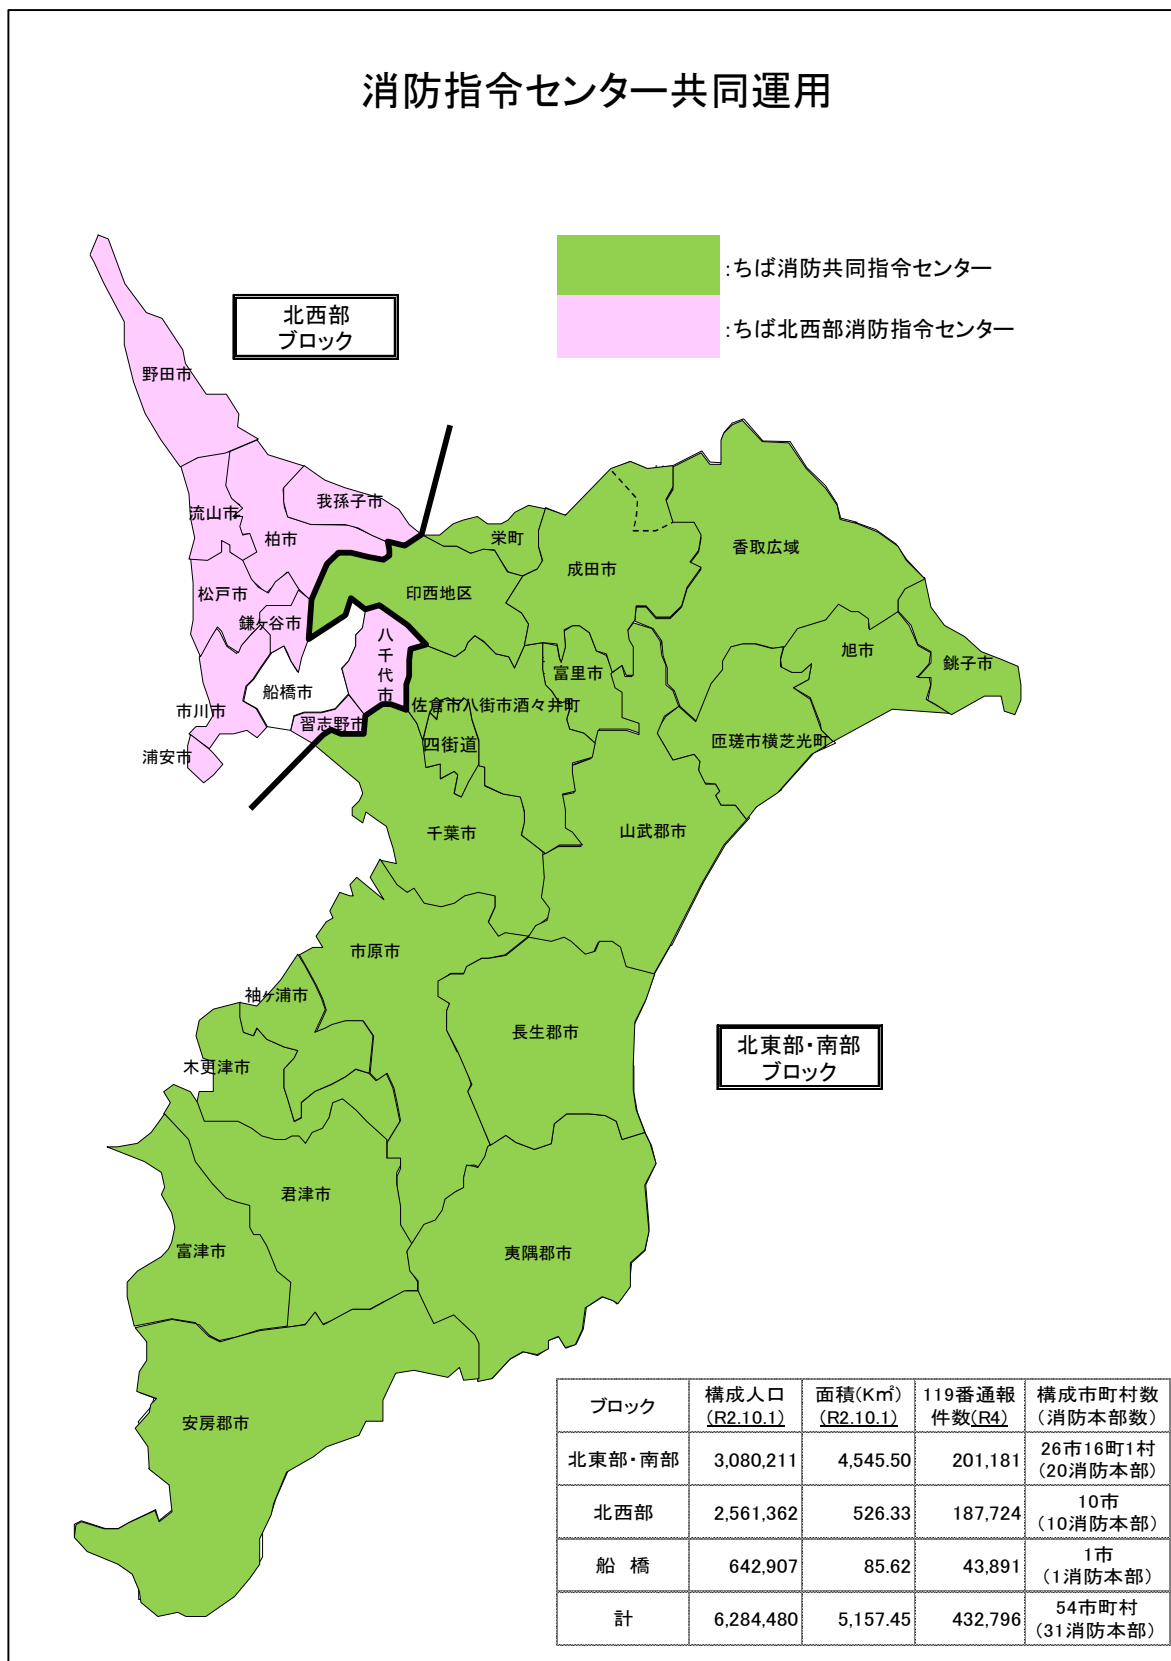 消防指令センター共同運用
:ちば消防共同指令センター
:ちば北西部消防指令センター
北西部
ブロック
野田市
我孫子市
流山市
柏市
栄町
香取広域
成田市
印西地区
松戸市
鎌ヶ谷市
八千代市
旭市
銚子市
富里市
船橋市
佐倉市八街市酒々井町
市川市
習志野市
四街道
匝瑳市横芝光町
浦安市
千葉市
山武郡市
市原市
袖ヶ浦市
長生郡市
北東部・南部
ブロック
木更津市
君津市
富津市
夷隅郡市
安房郡市
ブロック 構成人口 面積(Km²) 119番通報 構成市町村数
(R2.10.1) (R2.10.1) 件数(R4) (消防本部数)
北東部・南部 3,080,211 4,545.50 201,181 26市16町1村
(20消防本部)
北西部 2,561,362 526.33 187,724 10市
(10消防本部)
船 橋 642,907 85.62 43,891 1市
(1消防本部)
計 6,284,480 5,157.45 432,796 54市町村
(31消防本部)